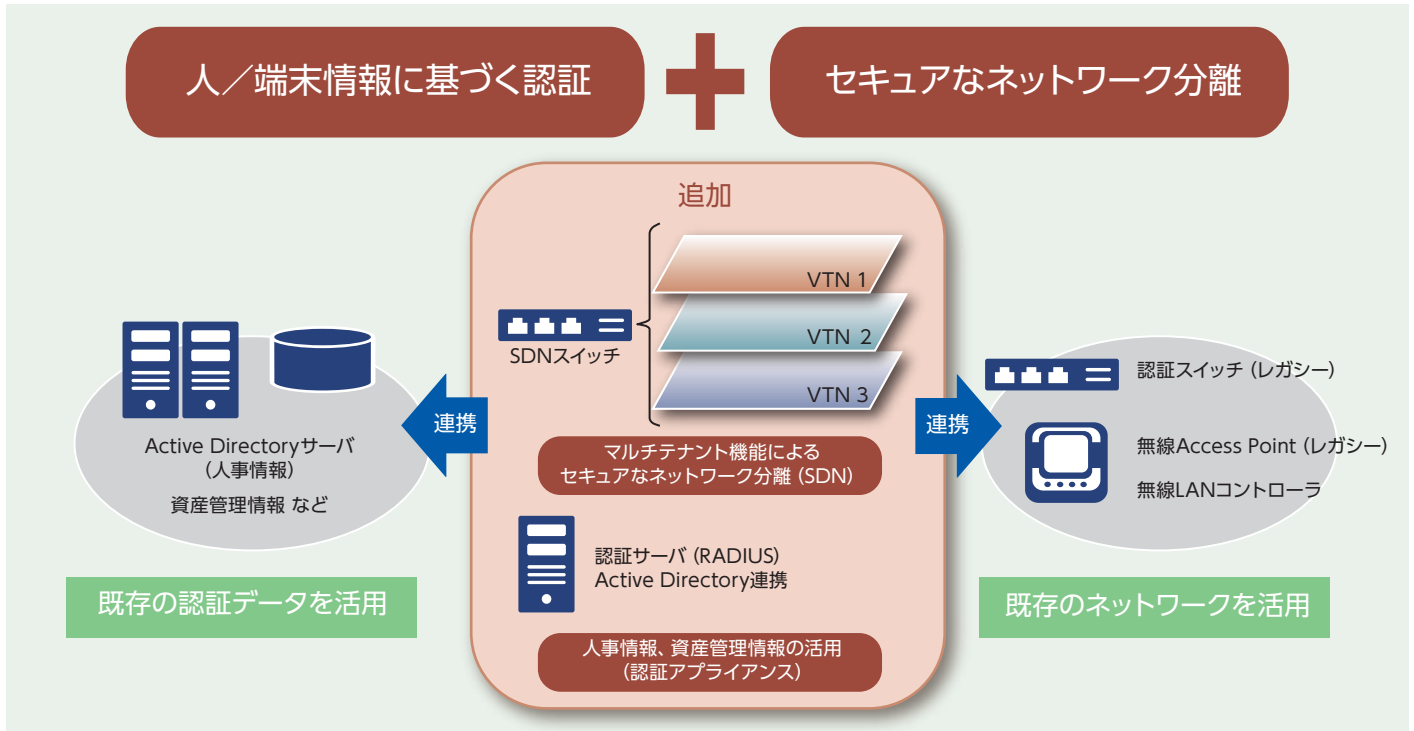 人／端末情報に基づく認証
セキュアなネットワーク分離
追加
VTN 1
VTN 2
VTN 3
SDNスイッチ
連携
連携
Active Directoryサーバ
（人事情報）
資産管理情報 など
認証スイッチ（レガシー）
無線Access Point（レガシー）
無線LANコントローラ
マルチテナント機能による
セキュアなネットワーク分離（SDN）
認証サーバ（RADIUS）
Active Directory連携
既存の認証データを活用
既存のネットワークを活用
人事情報、資産管理情報の活用
（認証アプライアンス）